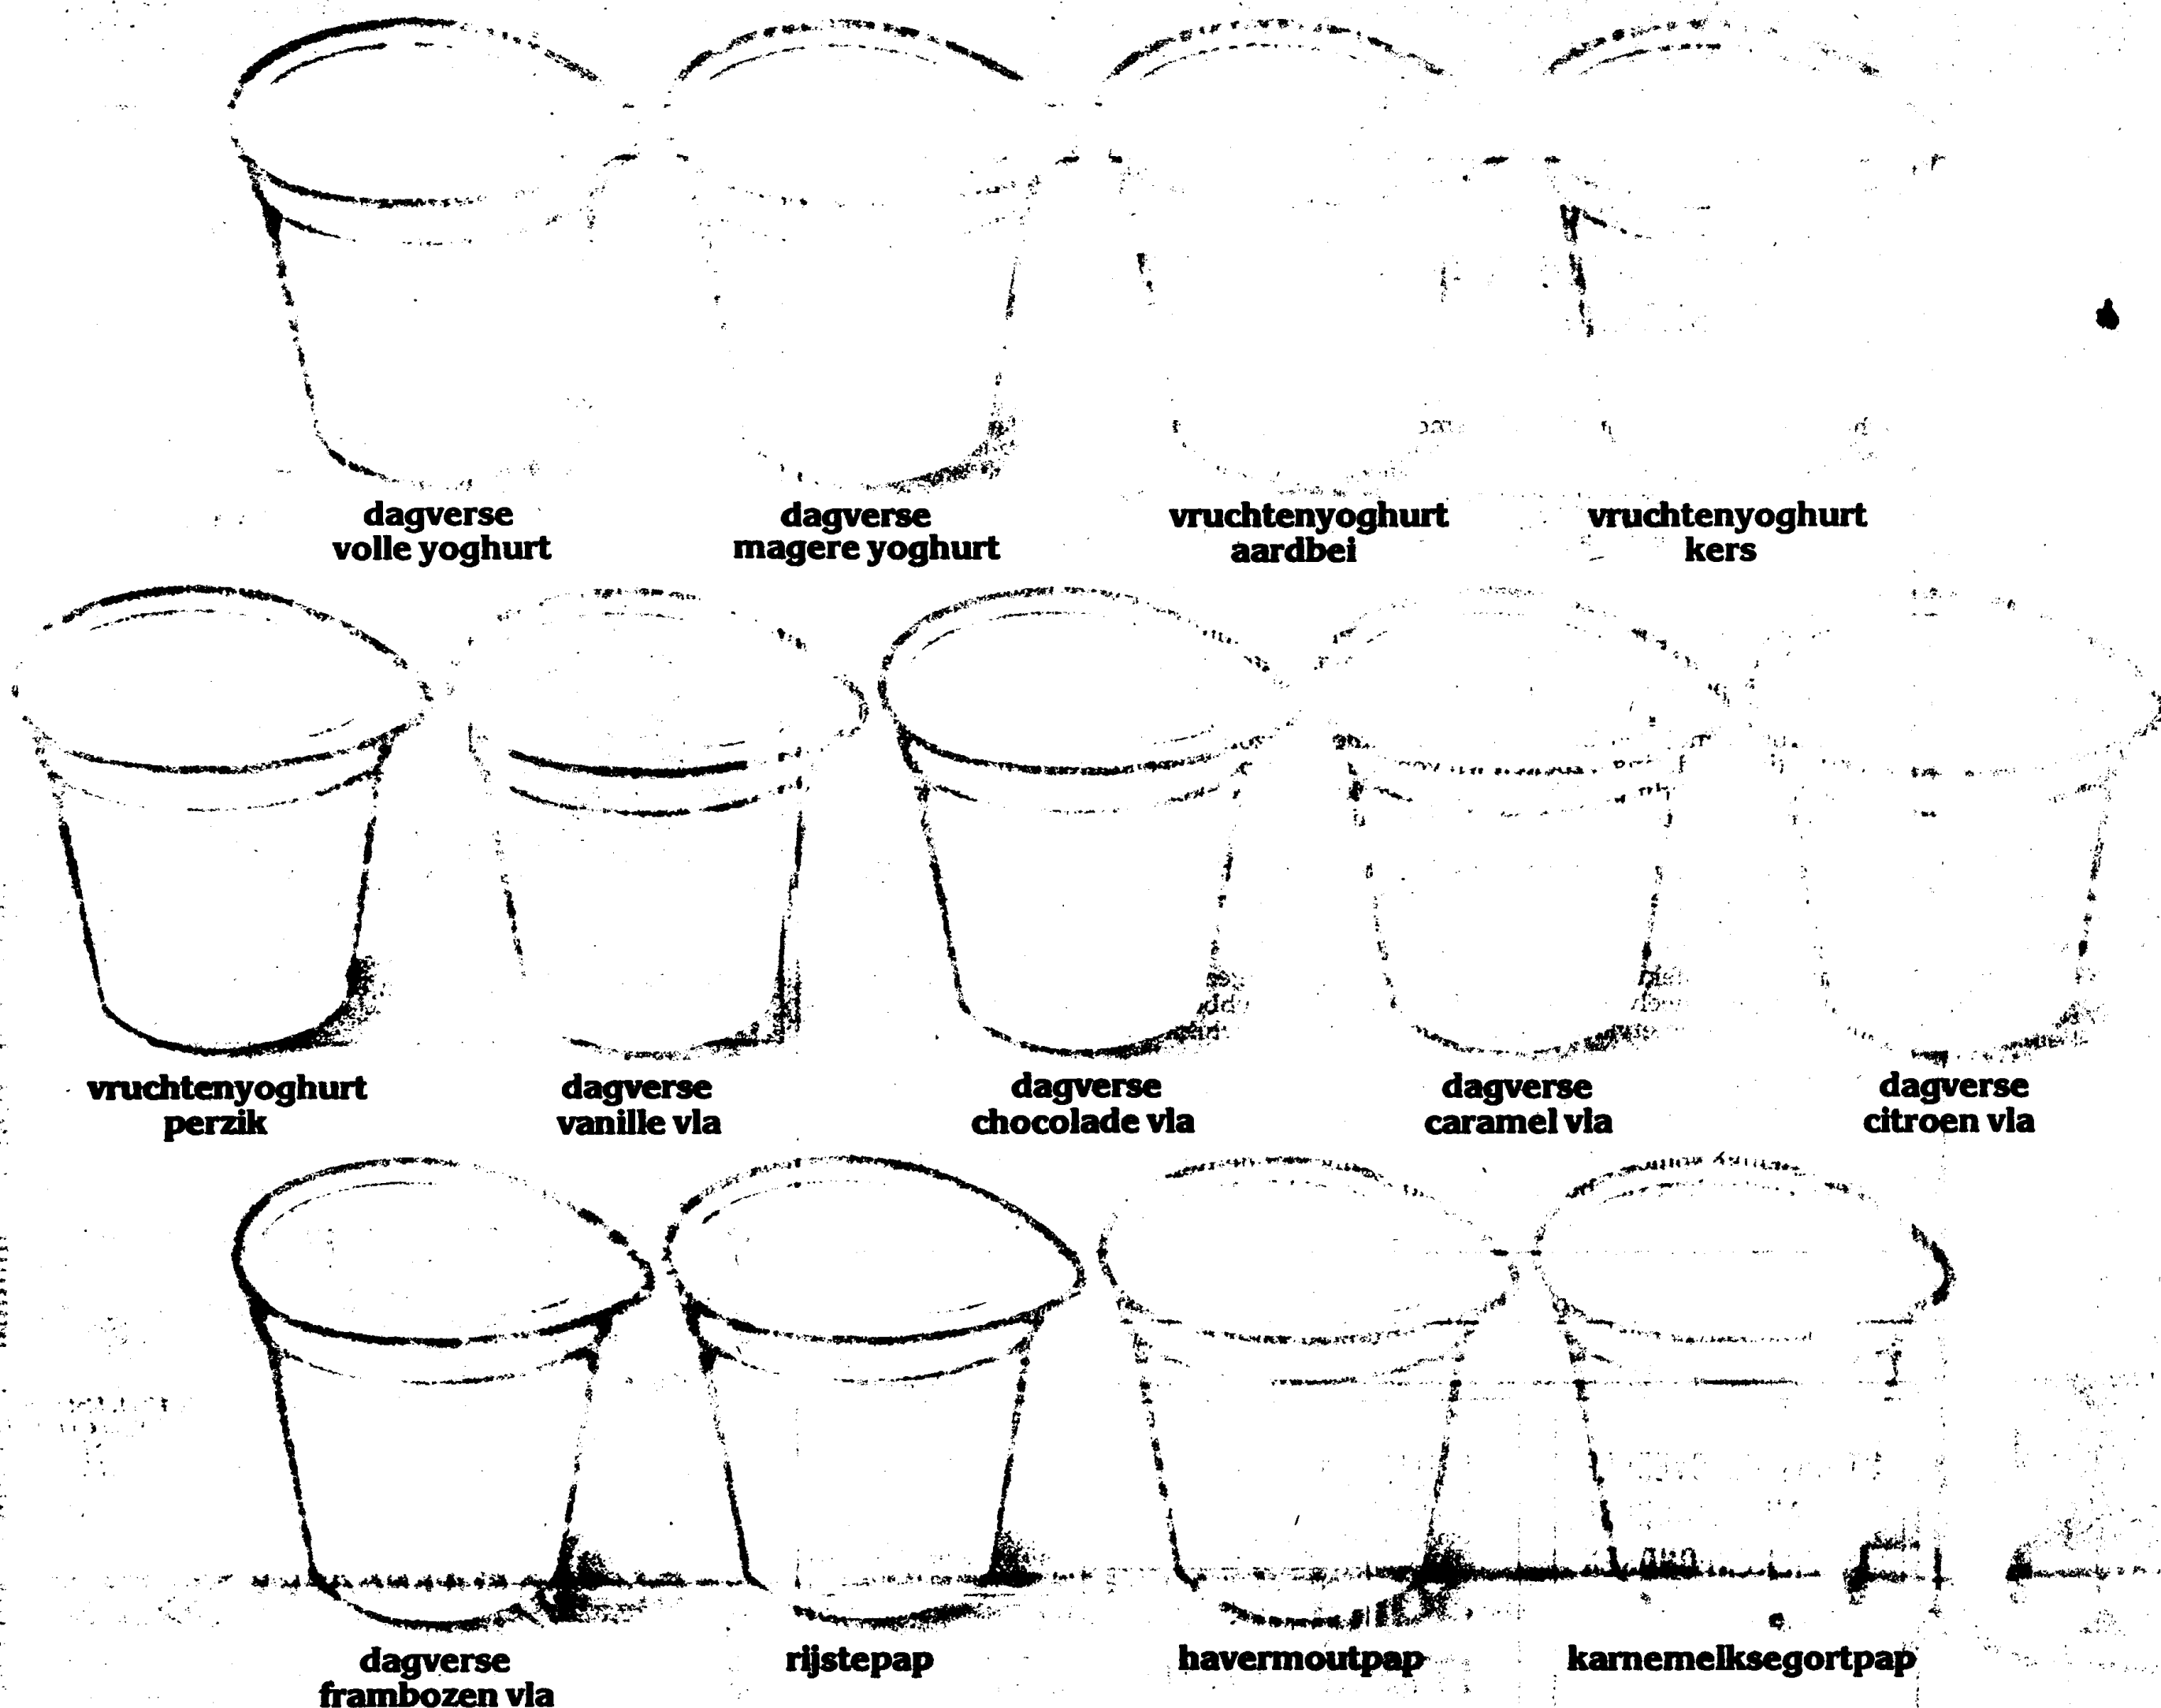 dagverse
volle yoghurt
dagverse
magere yoghurt
vruchtenyoghurt
aardbei
vruchtenyoghurt
kers
vruchtenyoghurt
perzik
dagverse
vanille vla
dagverse
chocolade vla
dagverse
caramel vla
dagverse
citroen vla
dagverse
frambozen vla
rijstepap
havermoutpap
karnemelksegortpap